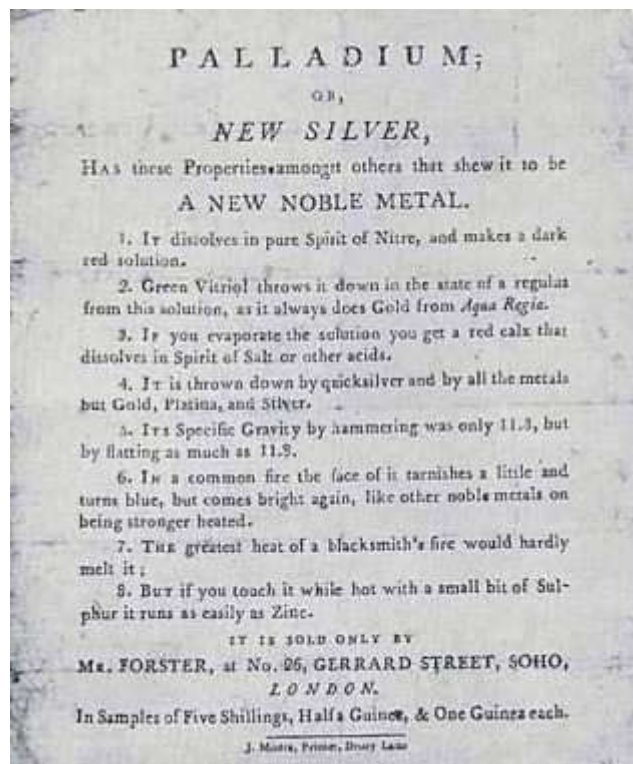 PALLADIUM;
OR,
NEW SILVER,
HAS these Properties amongst others that shew it to be
A NEW NOBLE METAL.
1. IT dissolves in pure Spirit of Nitre, and makes a dark
red solution.
2. Green Vitriol throws it down in the state of a regulus
from this solution, as it always does Gold from Aqua Regia.
3. IF you evaporate the solution you get a red calx that
dissolves in Spirit of Salt or other acids.
4. IT is thrown down by quicksilver and by all the metals
but Gold, Platina, and Silver.
5. ITS Specific Gravity by hammering was only 11.3, but
by flatting as much as 11.8.
6. IN a common fire the face of it tarnishes a little and
turns blue, but comes bright again, like other noble metals on
being stronger heated.
7. THE greatest heat of a blacksmith's fire would hardly
melt it;
8. BUT if you touch it while hot with a small bit of Sul-
phur it runs as easily as Zinc.
IT IS SOLD ONLY BY
MR. FORSTER, at No. 26, GERRARD STREET, SOHO,
LONDON.
In Samples of Five Shillings, Half a Guinea, & One Guinea each.
J. Moore, Printer, Drury Lane